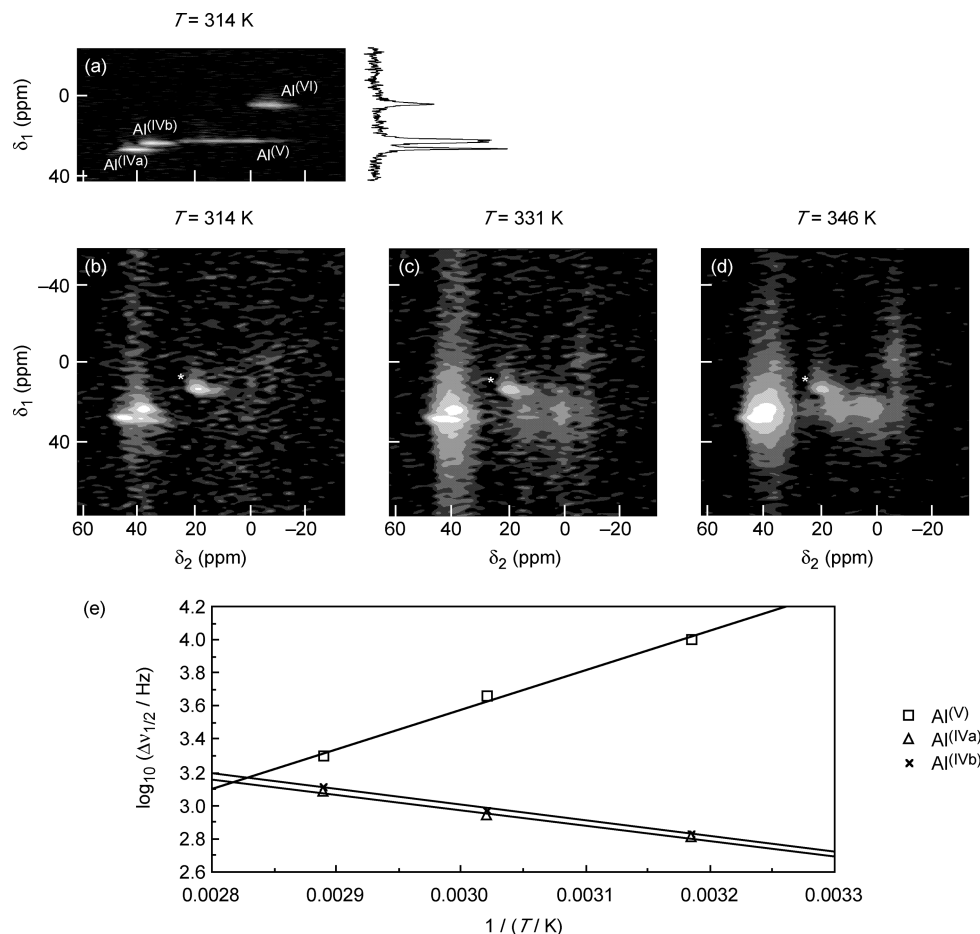 T = 314 K
(a)
Al(VI)
Al(IVb)
Al(IVa)
Al(V)
0
40
δ1 (ppm)
T = 314 K
T = 331 K
T = 346 K
(b)
(c)
(d)
*
*
*
–40
0
40
δ1 (ppm)
60 40 20 0 –20
60 40 20 0 –20
60 40 20 0 –20
δ2 (ppm)
δ2 (ppm)
δ2 (ppm)
(e)
4.2
4.0
3.8
3.6
3.4
3.2
3.0
2.8
2.6
log10 (Δν1/2 / Hz)
Al(V)
Al(IVa)
Al(IVb)
0.0028 0.0029 0.0030 0.0031 0.0032 0.0033
1 / (T / K)